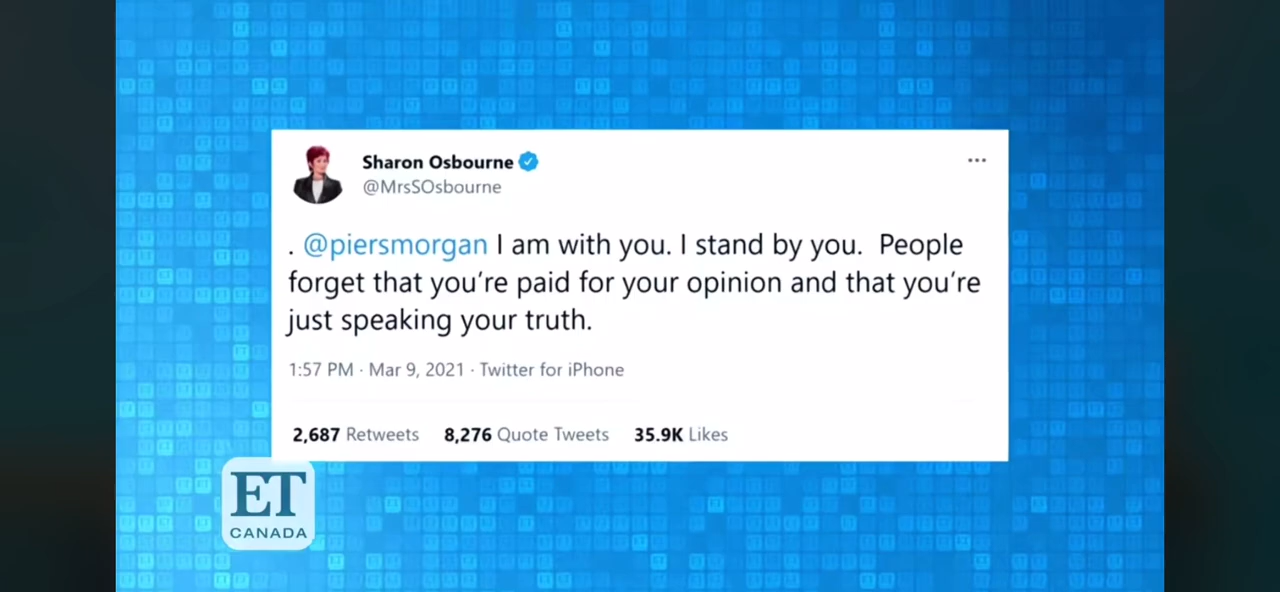 Sharon Osbourne
@MrsSOsbourne
. @piersmorgan I am with you. I stand by you.  People
forget that you’re paid for your opinion and that you’re
just speaking your truth.
1:57 PM · Mar 9, 2021 · Twitter for iPhone
2,687 Retweets 8,276 Quote Tweets 35.9K Likes
ET
CANADA